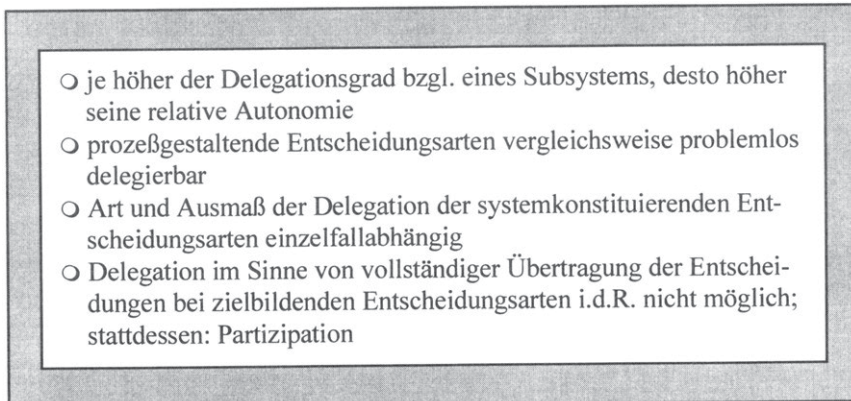 ○ je höher der Delegationsgrad bzgl. eines Subsystems, desto höher
seine relative Autonomie
○ prozeßgestaltende Entscheidungsarten vergleichsweise problemlos
delegierbar
○ Art und Ausmaß der Delegation der systemkonstituierenden Ent-
scheidungsarten einzelfallabhängig
○ Delegation im Sinne von vollständiger Übertragung der Entschei-
dungen bei zielbildenden Entscheidungsarten i.d.R. nicht möglich;
stattdessen: Partizipation